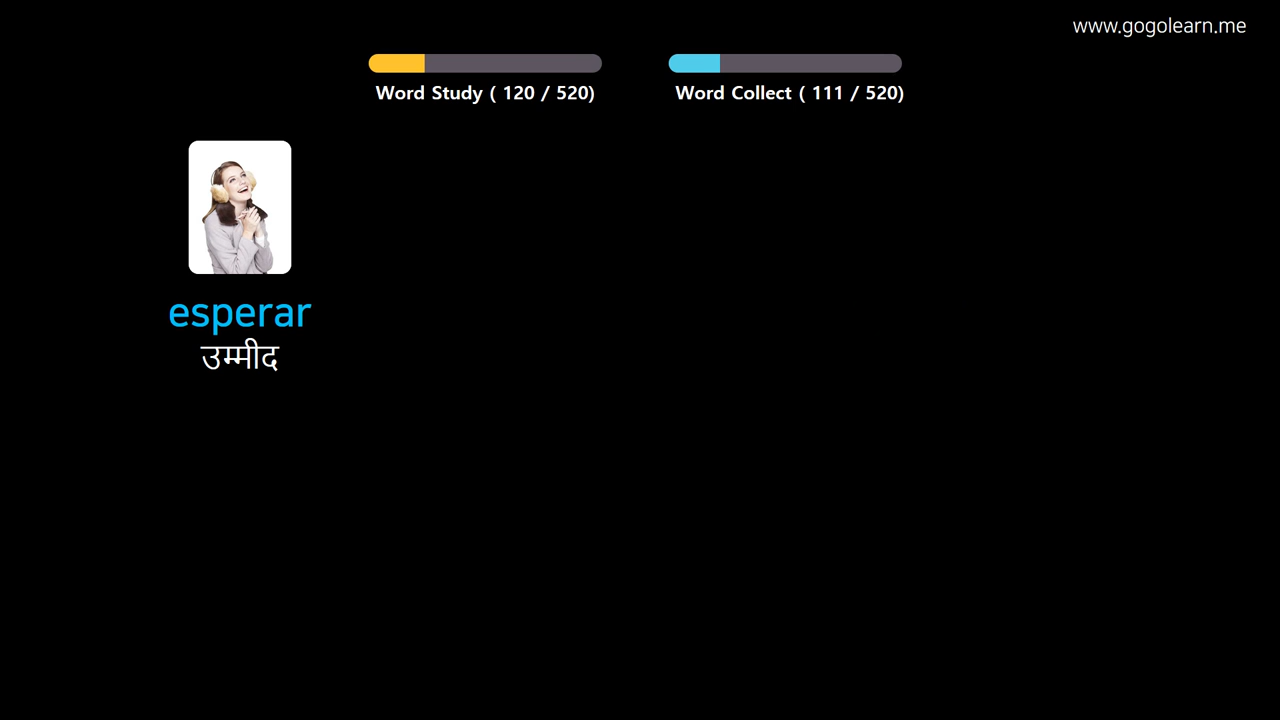 www.gogolearn.me
Word Study ( 120 / 520)
Word Collect ( 111 / 520)
esperar
उम्मीद